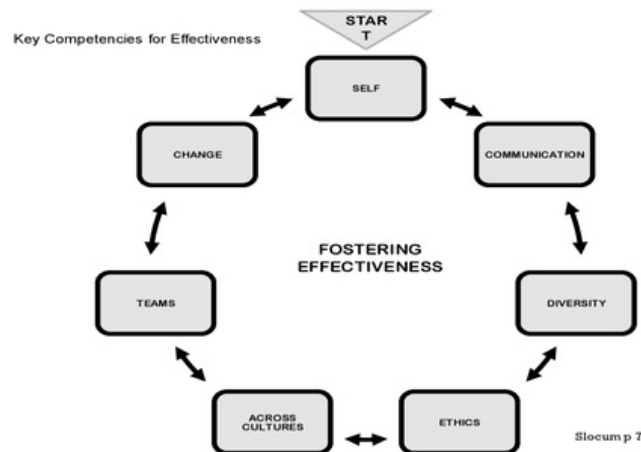 Key Competencies for Effectiveness
STAR
T
SELF
CHANGE
COMMUNICATION
FOSTERING
EFFECTIVENESS
TEAMS
DIVERSITY
ACROSS
CULTURES
ETHICS
Slocum p 7